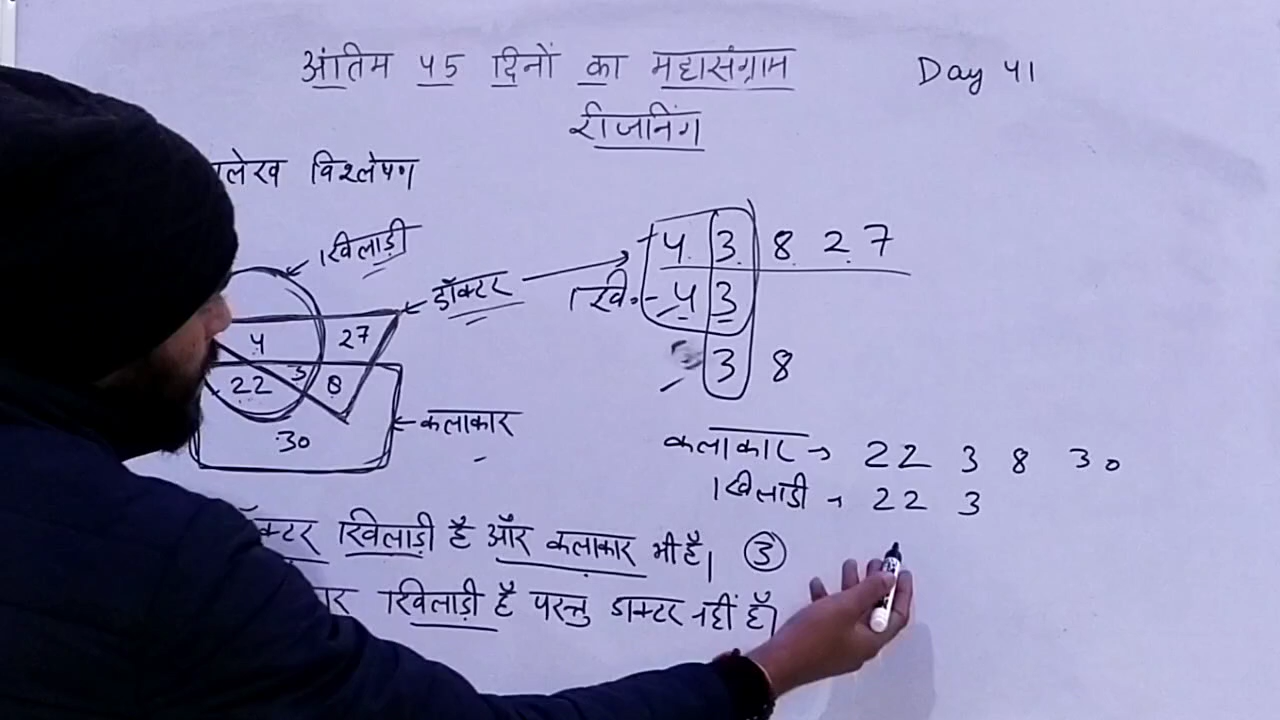 अंतिम 45 दिनों का महासंग्राम
Day 41
रीजनिंग
लेख विश्लेषण
खिलाड़ी
डॉक्टर
4 27
22 3 8
30
कलाकार
4 3 8 2 7
खि. 4 3
3 8
कलाकार → 22 3 8 30
खिलाडी → 22 3
क्टर खिलाड़ी है और कलाकार भी है। ③
र खिलाड़ी है परन्तु डाक्टर नहीं है।